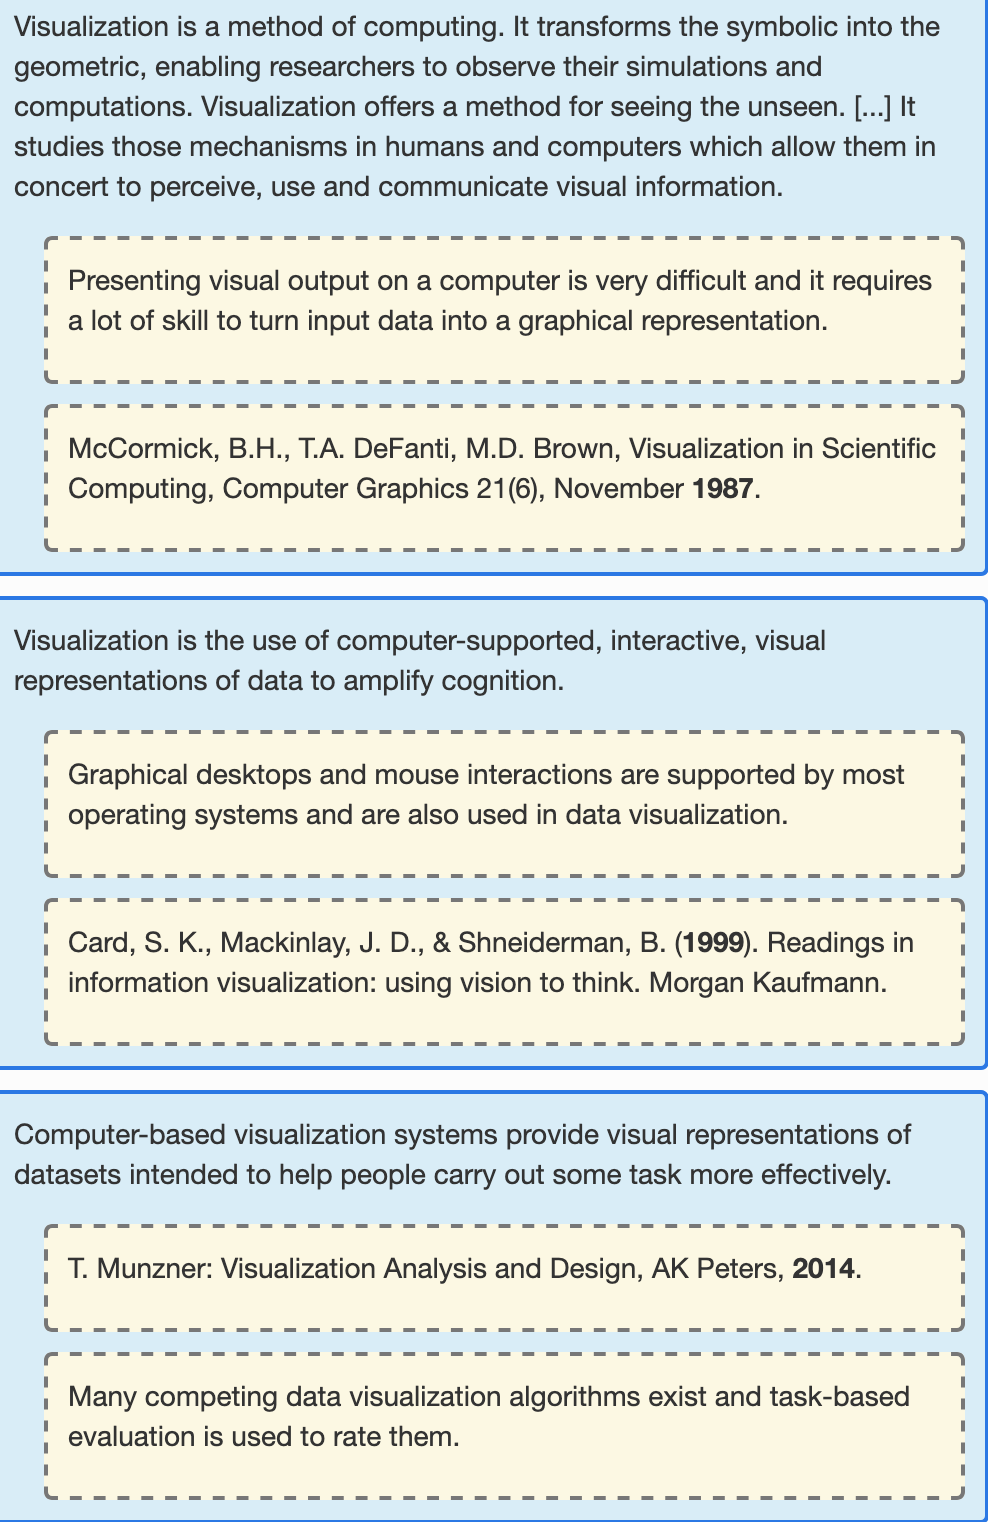 Visualization is a method of computing. It transforms the symbolic into the
geometric, enabling researchers to observe their simulations and
computations. Visualization offers a method for seeing the unseen. [...] It
studies those mechanisms in humans and computers which allow them in
concert to perceive, use and communicate visual information.
Presenting visual output on a computer is very difficult and it requires
a lot of skill to turn input data into a graphical representation.
McCormick, B.H., T.A. DeFanti, M.D. Brown, Visualization in Scientific
Computing, Computer Graphics 21(6), November 1987.
Visualization is the use of computer-supported, interactive, visual
representations of data to amplify cognition.
Graphical desktops and mouse interactions are supported by most
operating systems and are also used in data visualization.
Card, S. K., Mackinlay, J. D., & Shneiderman, B. (1999). Readings in
information visualization: using vision to think. Morgan Kaufmann.
Computer-based visualization systems provide visual representations of
datasets intended to help people carry out some task more effectively.
T. Munzner: Visualization Analysis and Design, AK Peters, 2014.
Many competing data visualization algorithms exist and task-based
evaluation is used to rate them.